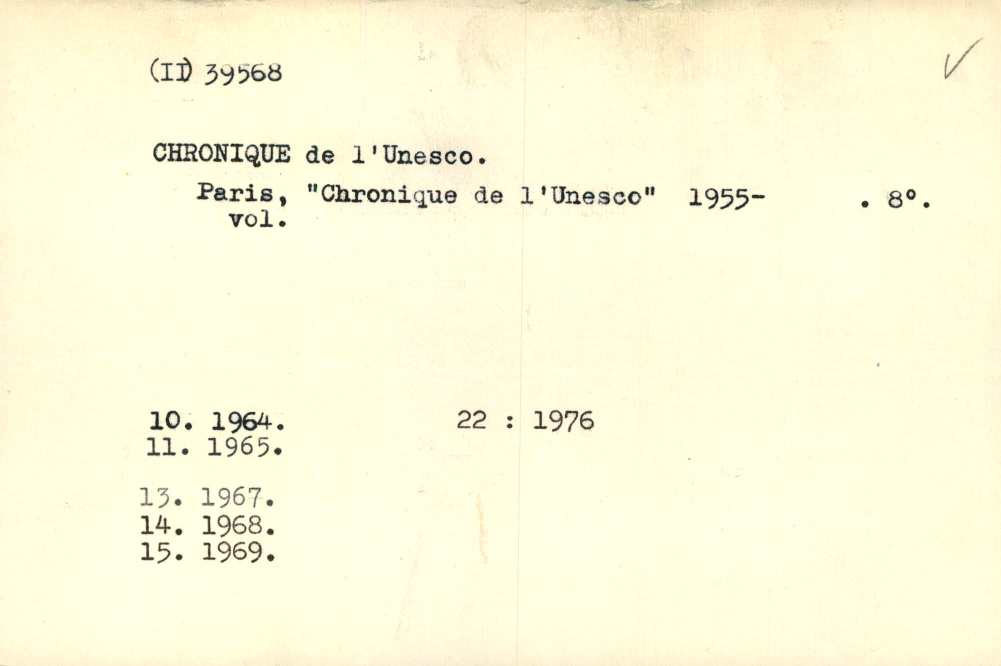 (II) 39568
CHRONIQUE de l'Unesco.
Paris, "Chronique de l'Unesco" 1955- . 8º.
vol.
10. 1964. 22 : 1976
11. 1965.
13. 1967.
14. 1968.
15. 1969.